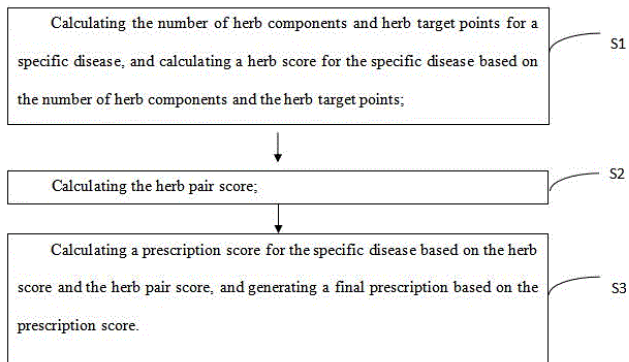 Calculating the number of herb components and herb target points for a
specific disease, and calculating a herb score for the specific disease based on
the number of herb components and the herb target points;
S1
Calculating the herb pair score;
S2
Calculating a prescription score for the specific disease based on the herb
score and the herb pair score, and generating a final prescription based on the
prescription score.
S3